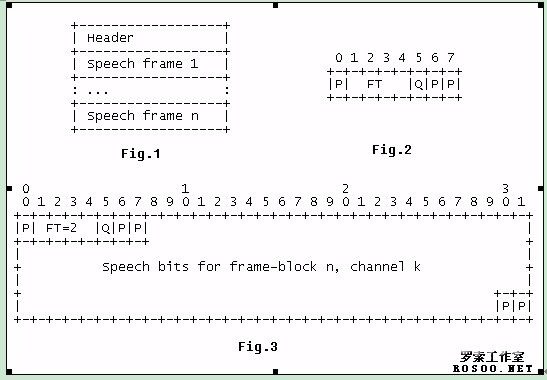 +---------------+
| Header |
+---------------+
| Speech frame 1 |
+---------------+
: ... :
+---------------+
| Speech frame n |
+---------------+
Fig.1
0 1 2 3 4 5 6 7
+-+-+-+-+-+-+-+-+
|P| FT |Q|P|P|
+-+-+-+-+-+-+-+-+
Fig.2
0 1 2 3
0 1 2 3 4 5 6 7 8 9 0 1 2 3 4 5 6 7 8 9 0 1 2 3 4 5 6 7 8 9 0 1
+-+-+-+-+-+-+-+-+-+-+-+-+-+-+-+-+-+-+-+-+-+-+-+-+-+-+-+-+-+-+-+-+
|P| FT=2 |Q|P|P| |
+-+-+-+-+-+-+-+-+ +
| |
+ Speech bits for frame-block n, channel k +
| |
+ +-+-+
| |P|P|
+-+-+-+-+-+-+-+-+-+-+-+-+-+-+-+-+-+-+-+-+-+-+-+-+-+-+-+-+-+-+-+-+
Fig.3
罗索工作室
ROSOO.NET